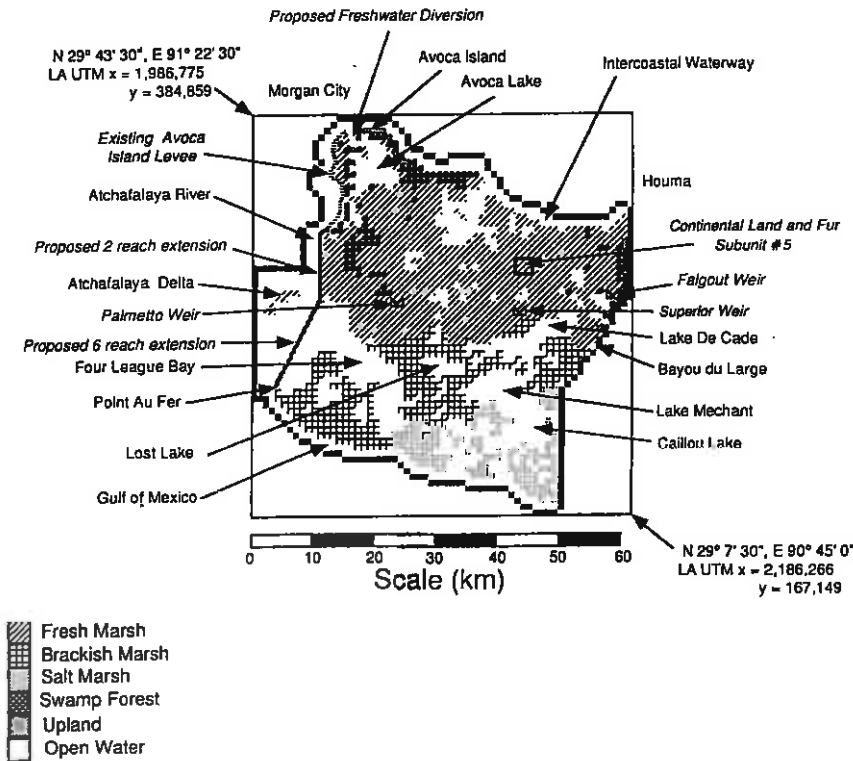 Proposed Freshwater Diversion
N 29° 43' 30", E 91° 22' 30"
LA UTM x = 1,986,775
y = 384,859
Morgan City
Avoca Island
Avoca Lake
Intercoastal Waterway
Existing Avoca
Island Levee
Houma
Atchafalaya River
Continental Land and Fur
Subunit #5
Proposed 2 reach extension
Atchafalaya Delta
Falgout Weir
Palmetto Weir
Superior Weir
Proposed 6 reach extension
Lake De Cade
Four League Bay
Bayou du Large
Point Au Fer
Lake Mechant
Lost Lake
Caillou Lake
Gulf of Mexico
0 10 20 30 40 50 60
Scale (km)
N 29° 7' 30", E 90° 45' 0"
LA UTM x = 2,186,266
y = 167,149
Fresh Marsh
Brackish Marsh
Salt Marsh
Swamp Forest
Upland
Open Water